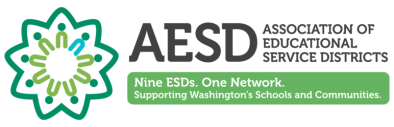 AESD
ASSOCIATION OF
EDUCATIONAL
SERVICE DISTRICTS
Nine ESDs. One Network.
Supporting Washington's Schools and Communities.